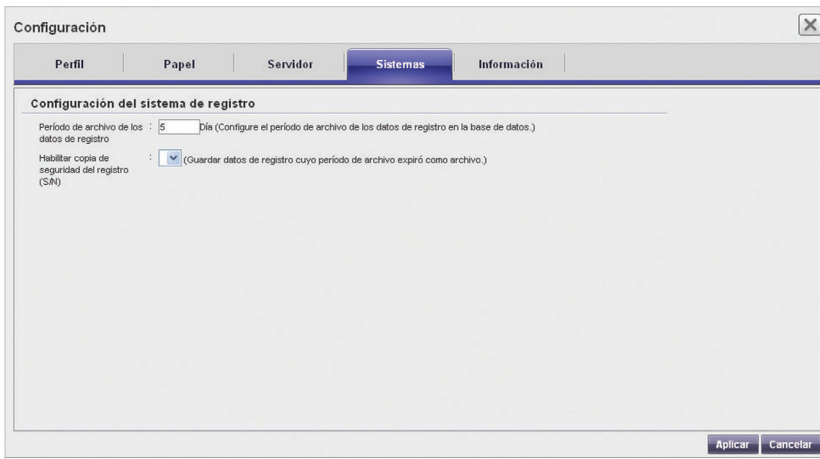 Configuración
Perfil
Papel
Servidor
Sistemas
Información
Configuración del sistema de registro
Período de archivo de los datos de registro : 5 Día (Configure el período de archivo de los datos de registro en la base de datos.)
Habilitar copia de seguridad del registro (S/N) : (Guardar datos de registro cuyo período de archivo expiró como archivo.)
Aplicar
Cancelar